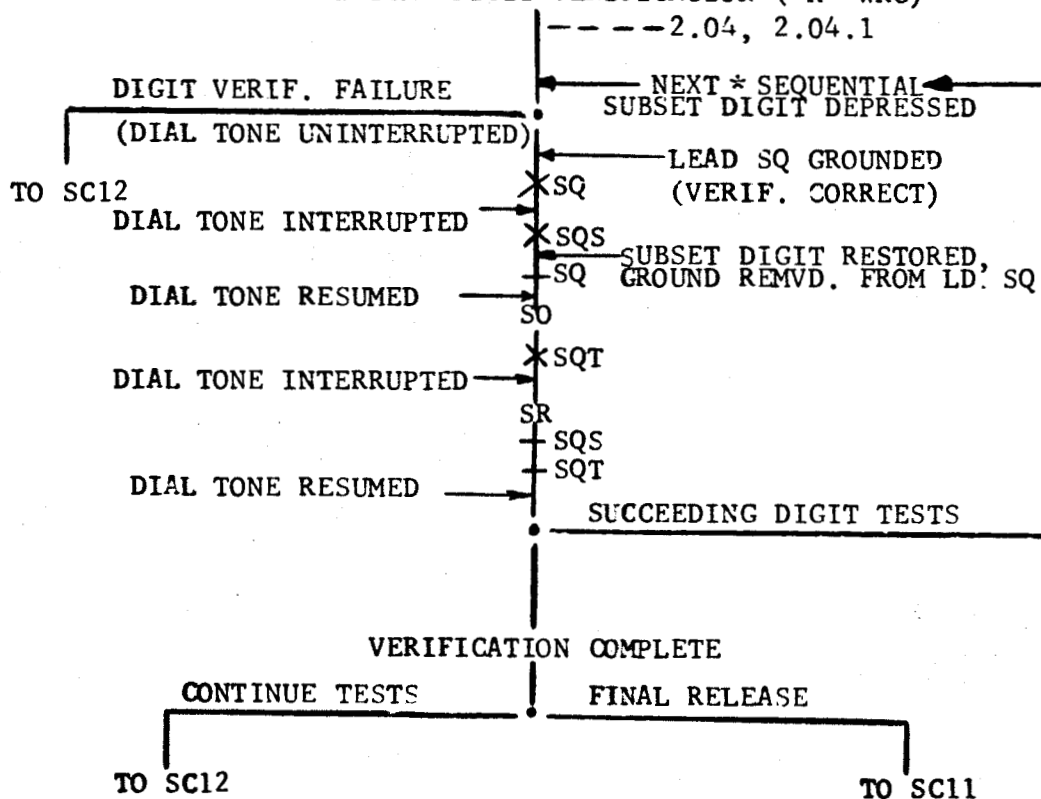 2.04, 2.04.1
DIGIT VERIF. FAILURE
NEXT * SEQUENTIAL
SUBSET DIGIT DEPRESSED
(DIAL TONE UNINTERRUPTED)
LEAD SQ GROUNDED
(VERIF. CORRECT)
TO SC12
SQ
DIAL TONE INTERRUPTED
SQS
SUBSET DIGIT RESTORED,
GROUND REMVD. FROM LD. SQ
SQ
DIAL TONE RESUMED
SO
SQT
DIAL TONE INTERRUPTED
SR
SQS
SQT
DIAL TONE RESUMED
SUCCEEDING DIGIT TESTS
VERIFICATION COMPLETE
CONTINUE TESTS
FINAL RELEASE
TO SC12
TO SC11